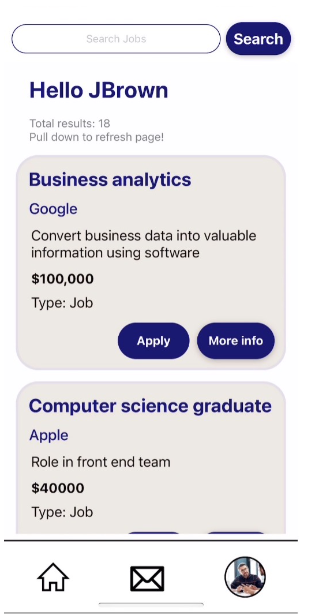 Search Jobs
Search
Hello JBrown
Total results: 18
Pull down to refresh page!
Business analytics
Google
Convert business data into valuable
information using software
$100,000
Type: Job
Apply
More info
Computer science graduate
Apple
Role in front end team
$40000
Type: Job